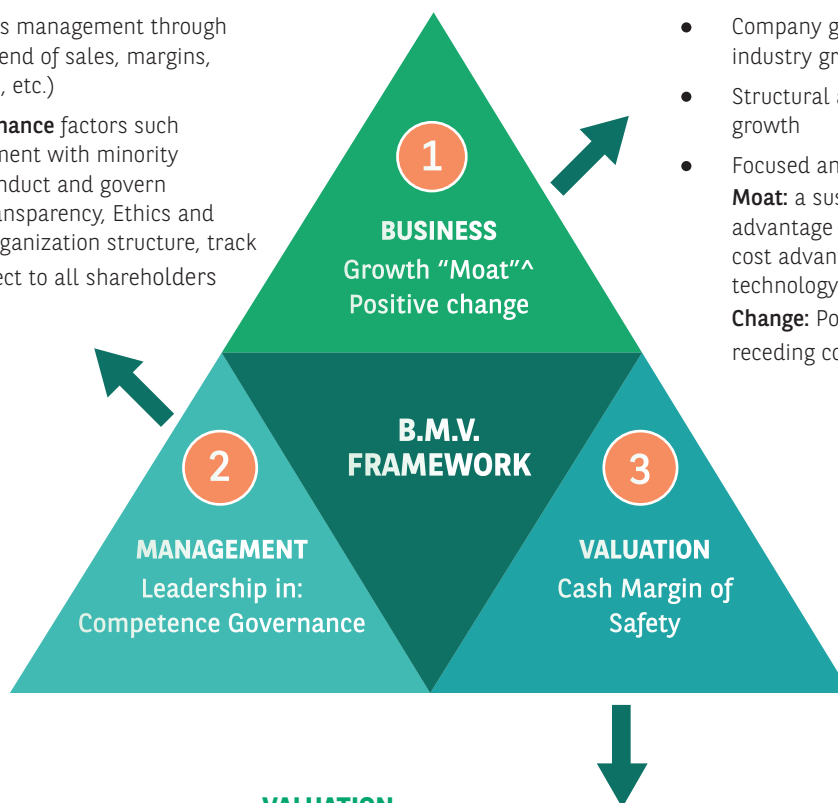 s management through
end of sales, margins,
, etc.)
nance factors such
ment with minority
nduct and govern
ansparency, Ethics and
rganization structure, track
ect to all shareholders
● Company g
industry gr
● Structural a
growth
● Focused an
Moat: a sus
advantage
cost advan
technology
Change: Po
receding co
1
BUSINESS
Growth “Moat”^
Positive change
B.M.V.
FRAMEWORK
2
MANAGEMENT
Leadership in:
Competence Governance
3
VALUATION
Cash Margin of
Safety
VALUATION